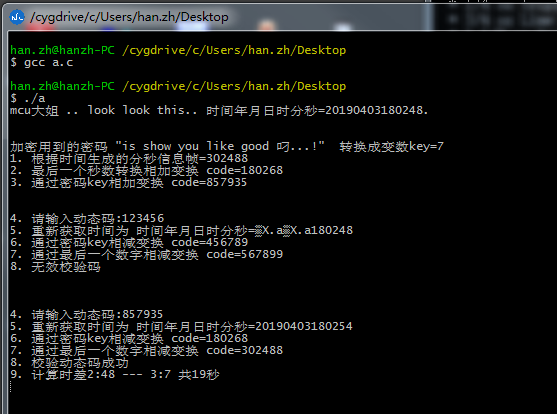 /cygdrive/c/Users/han.zh/Desktop
han.zh@hanzh-PC /cygdrive/c/Users/han.zh/Desktop
$ gcc a.c
han.zh@hanzh-PC /cygdrive/c/Users/han.zh/Desktop
$ ./a
mcu大姐 .. look look this.. 时间年月日时分秒=20190403180248.
加密用到的密码 "is show you like good 叼...!"  转换成变数key=7
1. 根据时间生成的分秒信息帧=302488
2. 最后一个秒数转换相加变换 code=180268
3. 通过密码key相加变换 code=857935
4. 请输入动态码:123456
5. 重新获取时间为 时间年月日时分秒=▒X.a▒X.a180248
6. 通过密码key相减变换 code=456789
7. 通过最后一个数字相减变换 code=567899
8. 无效校验码
4. 请输入动态码:857935
5. 重新获取时间为 时间年月日时分秒=20190403180254
6. 通过密码key相减变换 code=180268
7. 通过最后一个数字相减变换 code=302488
8. 校验动态码成功
9. 计算时差2:48 --- 3:7 共19秒